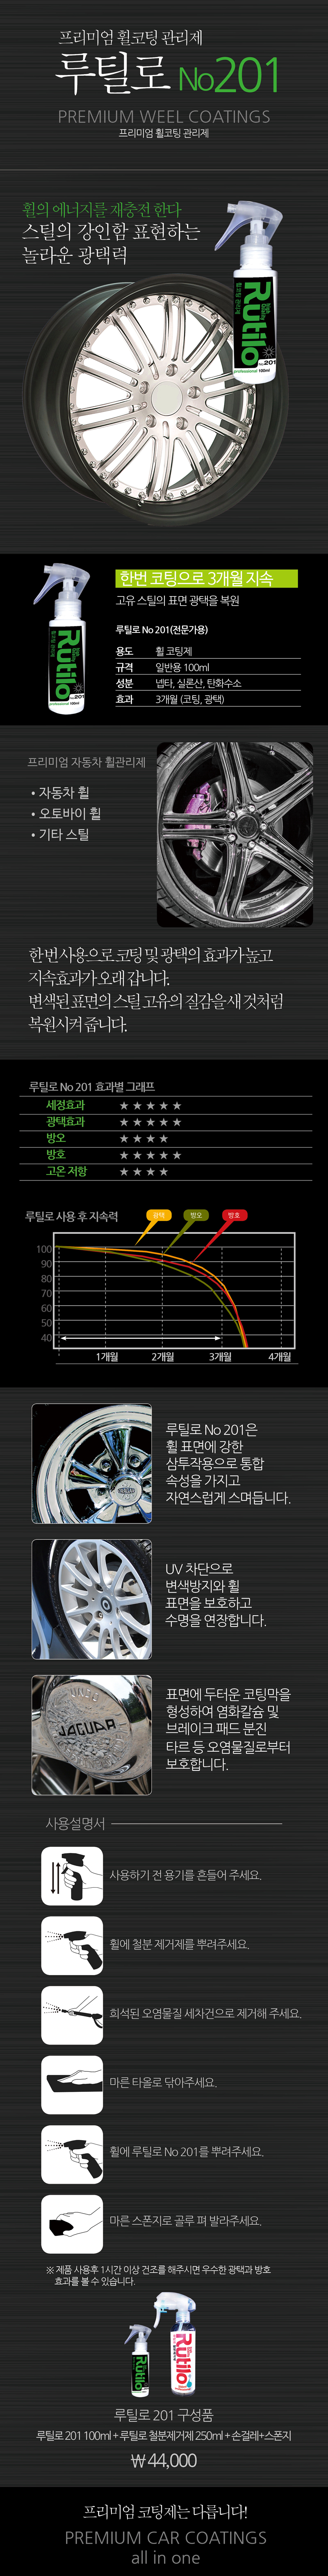 프리미엄 휠코팅 관리제
루틸로 No201
PREMIUM WEEL COATINGS
프리미엄 휠코팅 관리제
휠의 에너지를 재충전 한다
스틸의 강인함 표현하는
놀라운 광택력
Rutilo
No.201
professional 100ml
한번 코팅으로 3개월 지속
고유 스틸의 표면 광택을 복원
루틸로 No 201(전문가용)
용도 휠 코팅제
규격 일반용 100ml
성분 넵타, 실론산, 탄화수소
효과 3개월 (코팅, 광택)
Rutilo
No.201
professional 100ml
프리미엄 자동차 휠관리제
• 자동차 휠
• 오토바이 휠
• 기타 스틸
한 번 사용으로 코팅 및 광택의 효과가 높고
지속효과가 오래 갑니다.
변색된 표면의 스틸 고유의 질감을 새 것처럼
복원시켜 줍니다.
루틸로 No 201 효과별 그래프
세정효과 ★ ★ ★ ★ ★
광택효과 ★ ★ ★ ★ ★
방오 ★ ★ ★ ★
방호 ★ ★ ★ ★ ★
고온 저항 ★ ★ ★ ★
루틸로 사용 후 지속력
광택 방오 방호
100
90
80
70
60
50
40
1개월 2개월 3개월 4개월
루틸로 No 201은
휠 표면에 강한
삼투작용으로 통합
속성을 가지고
자연스럽게 스며듭니다.
UV 차단으로
변색방지와 휠
표면을 보호하고
수명을 연장합니다.
JAGUAR
표면에 두터운 코팅막을
형성하여 염화칼슘 및
브레이크 패드 분진
타르 등 오염물질로부터
보호합니다.
사용설명서
사용하기 전 용기를 흔들어 주세요.
휠에 철분 제거제를 뿌려주세요.
희석된 오염물질 세차건으로 제거해 주세요.
마른 타올로 닦아주세요.
휠에 루틸로 No 201를 뿌려주세요.
마른 스폰지로 골루 펴 발라주세요.
※ 제품 사용후 1시간 이상 건조를 해주시면 우수한 광택과 방호
효과를 볼 수 있습니다.
Rutilo
Rutilo
루틸로 201 구성품
루틸로 201 100ml + 루틸로 철분제거제 250ml + 손걸레+스폰지
₩ 44,000
프리미엄 코팅제는 다릅니다!
PREMIUM CAR COATINGS
all in one